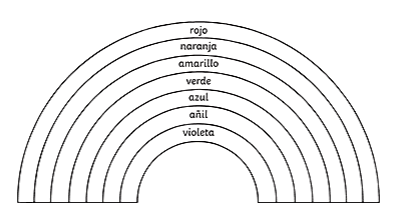 rojo
naranja
amarillo
verde
azul
añil
violeta